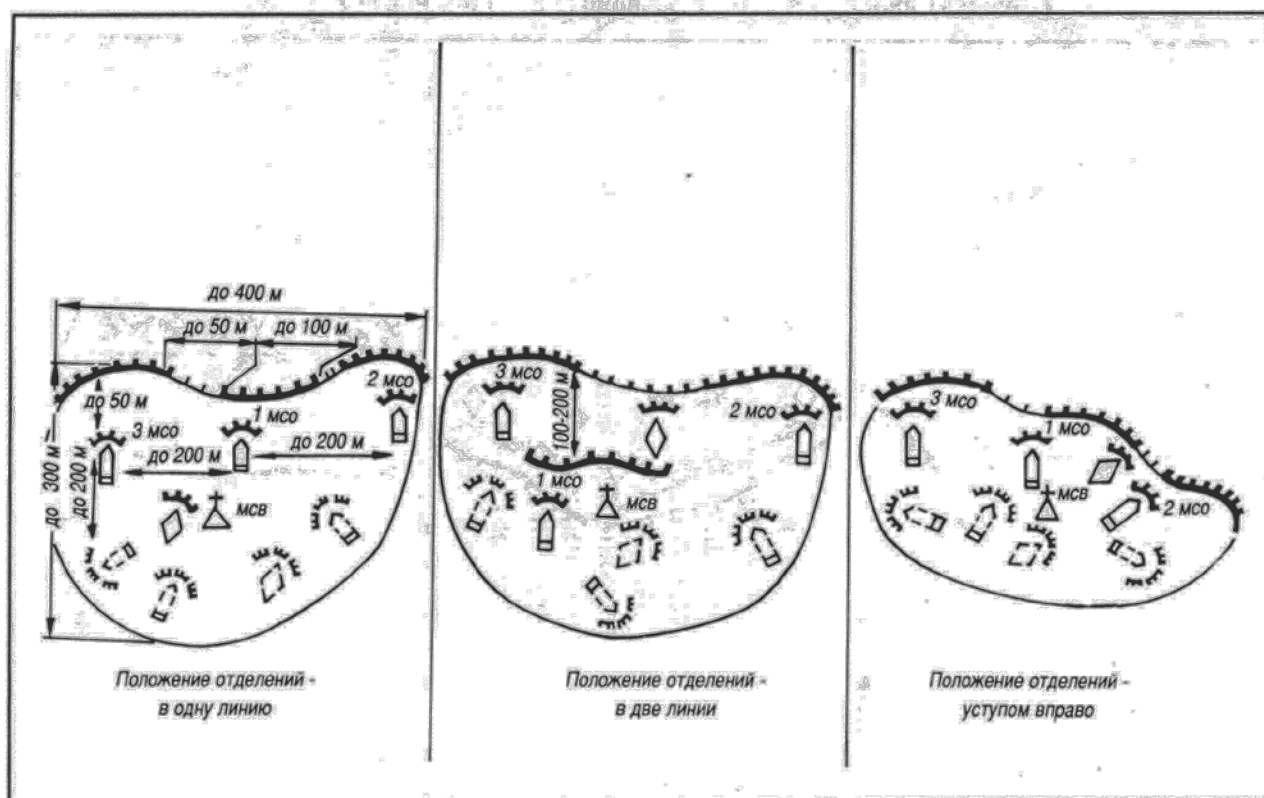 до 400 м
до 50 м
до 100 м
2 мсо
до 50 м
1 мсо
3 мсо
до 200 м
до 300 м
до 200 м
мсв
Положение отделений -
в одну линию
3 мсо
100-200 м
2 мсо
1 мсо
мсв
Положение отделений -
в две линии
3 мсо
1 мсо
мсв
2 мсо
Положение отделений -
уступом вправо